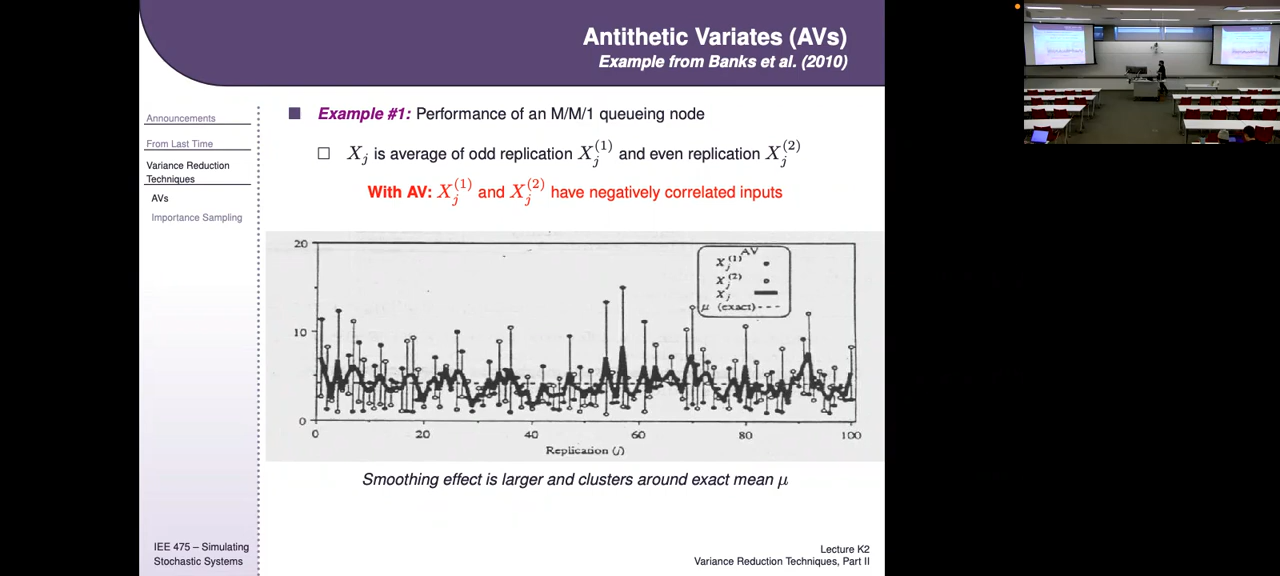 Antithetic Variates (AVs)
Example from Banks et al. (2010)
Announcements
From Last Time
Variance Reduction
Techniques
AVs
Importance Sampling
Example #1: Performance of an M/M/1 queueing node
X_j is average of odd replication X_j^(1) and even replication X_j^(2)
With AV: X_j^(1) and X_j^(2) have negatively correlated inputs
20
10
0
AV
X_j^(1)
X_j^(2)
X_j
μ (exact)
0 20 40 60 80 100
Replication (j)
Smoothing effect is larger and clusters around exact mean μ
IEE 475 – Simulating
Stochastic Systems
Lecture K2
Variance Reduction Techniques, Part II